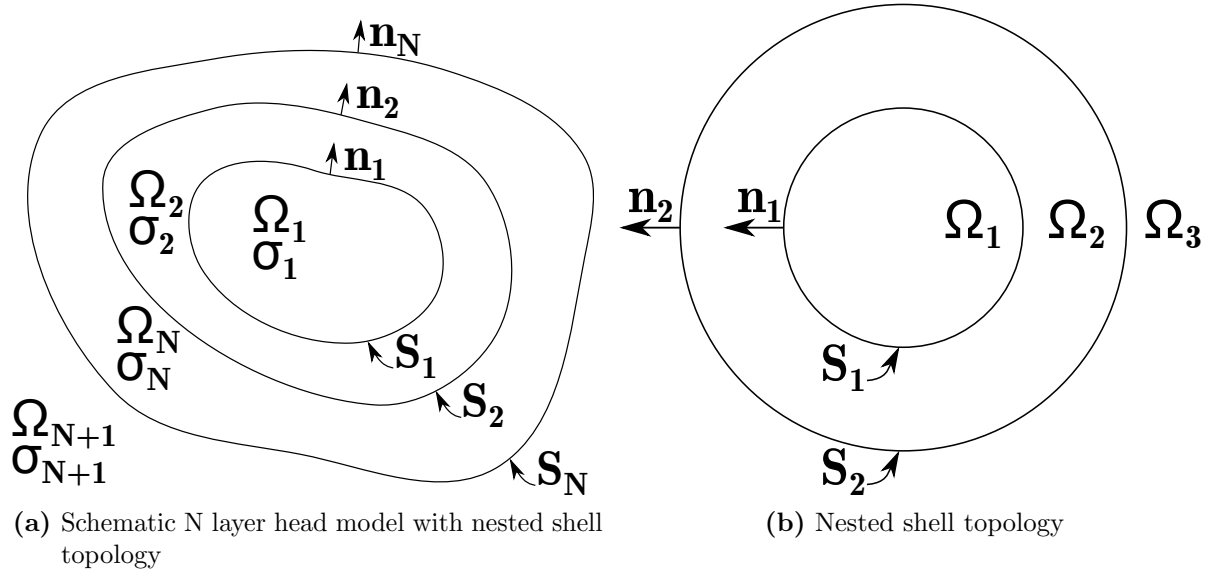 n_N
n_2
n_1
Ω_2
σ_2
Ω_1
σ_1
Ω_N
σ_N
S_1
S_2
Ω_{N+1}
σ_{N+1}
S_N
(a) Schematic N layer head model with nested shell
topology
n_2
n_1
Ω_1
Ω_2
Ω_3
S_1
S_2
(b) Nested shell topology